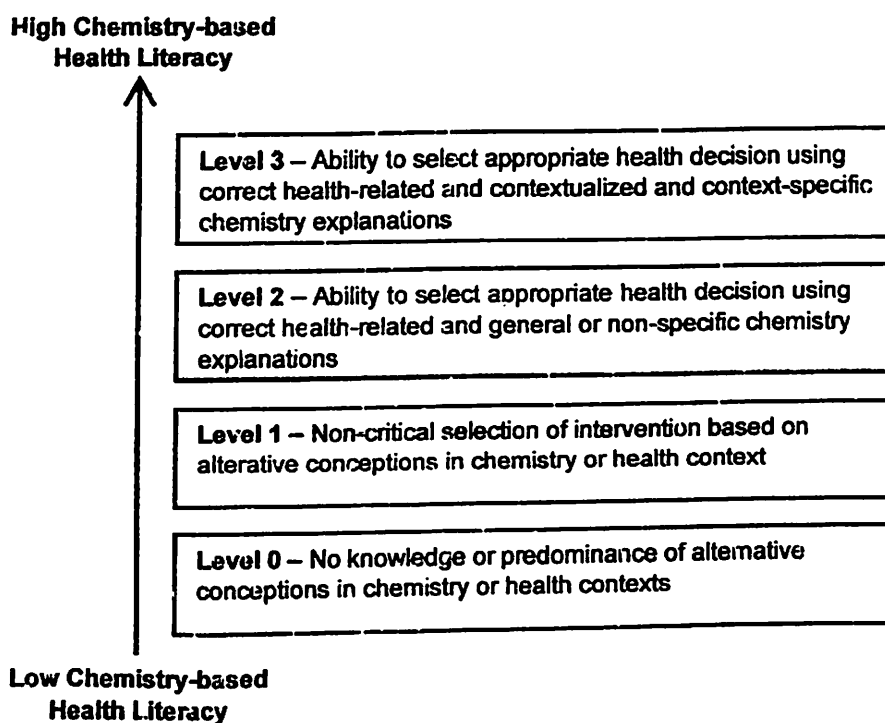 High Chemistry-based
Health Literacy
Level 3 – Ability to select appropriate health decision using
correct health-related and contextualized and context-specific
chemistry explanations
Level 2 – Ability to select appropriate health decision using
correct health-related and general or non-specific chemistry
explanations
Level 1 – Non-critical selection of intervention based on
alterative conceptions in chemistry or health context
Level 0 – No knowledge or predominance of alternative
conceptions in chemistry or health contexts
Low Chemistry-based
Health Literacy